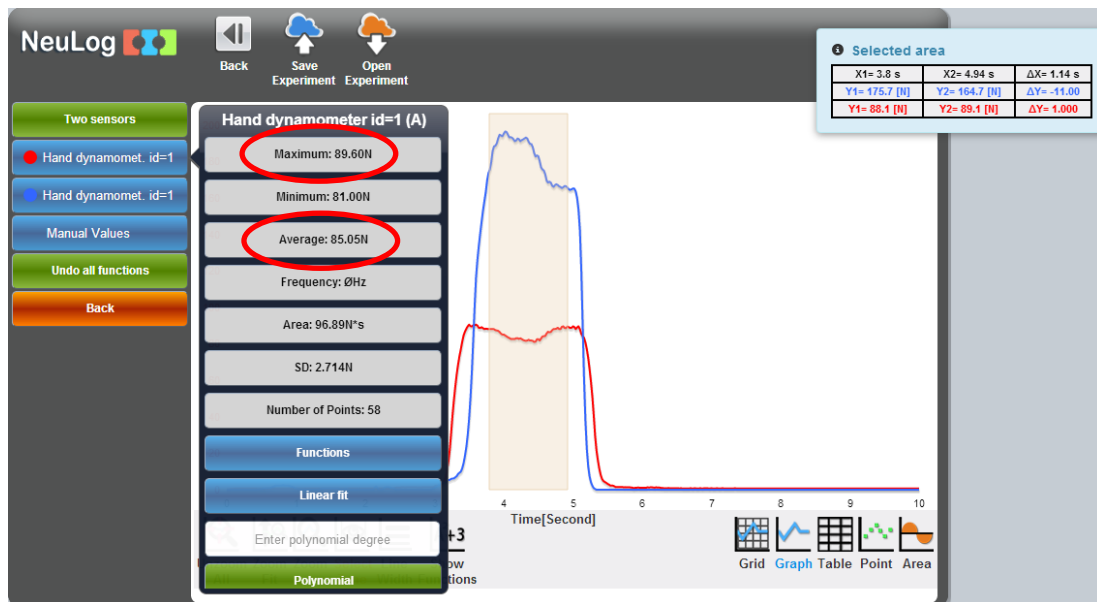 NeuLog
Back
Save
Experiment
Open
Experiment
Selected area
X1= 3.8 s X2= 4.94 s ΔX= 1.14 s
Y1= 175.7 [N] Y2= 164.7 [N] ΔY= -11.00
Y1= 88.1 [N] Y2= 89.1 [N] ΔY= 1.000
Two sensors
Hand dynamomet. id=1
Hand dynamomet. id=1
Manual Values
Undo all functions
Back
Hand dynamometer id=1 (A)
Maximum: 89.60N
Minimum: 81.00N
Average: 85.05N
Frequency: ØHz
Area: 96.89N*s
SD: 2.714N
Number of Points: 58
Functions
Linear fit
Enter polynomial degree
Polynomial
4 5 6 7 8 9 10
Time[Second]
+3
Grid Graph Table Point Area